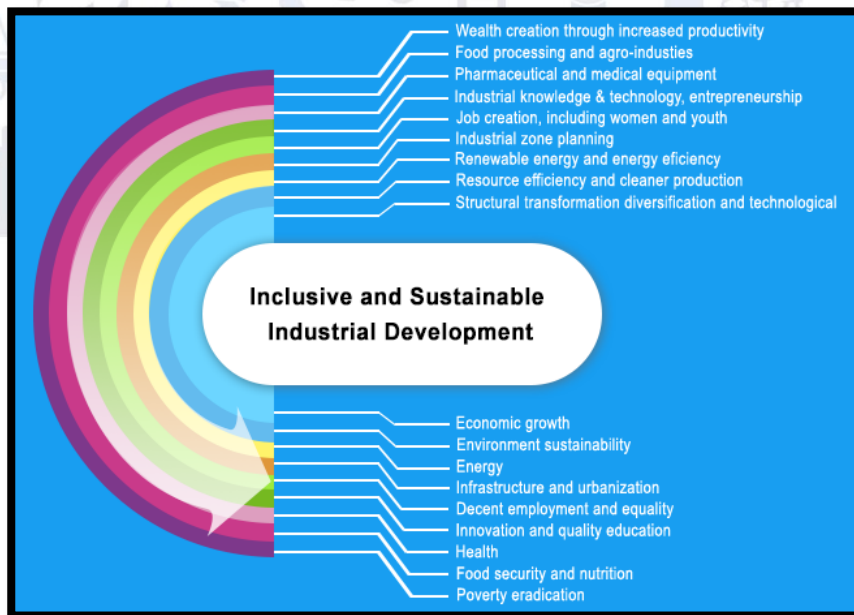 Wealth creation through increased productivity
Food processing and agro-industies
Pharmaceutical and medical equipment
Industrial knowledge & technology, entrepreneurship
Job creation, including women and youth
Industrial zone planning
Renewable energy and energy eficiency
Resource efficiency and cleaner production
Structural transformation diversification and technological
Inclusive and Sustainable
Industrial Development
Economic growth
Environment sustainability
Energy
Infrastructure and urbanization
Decent employment and equality
Innovation and quality education
Health
Food security and nutrition
Poverty eradication